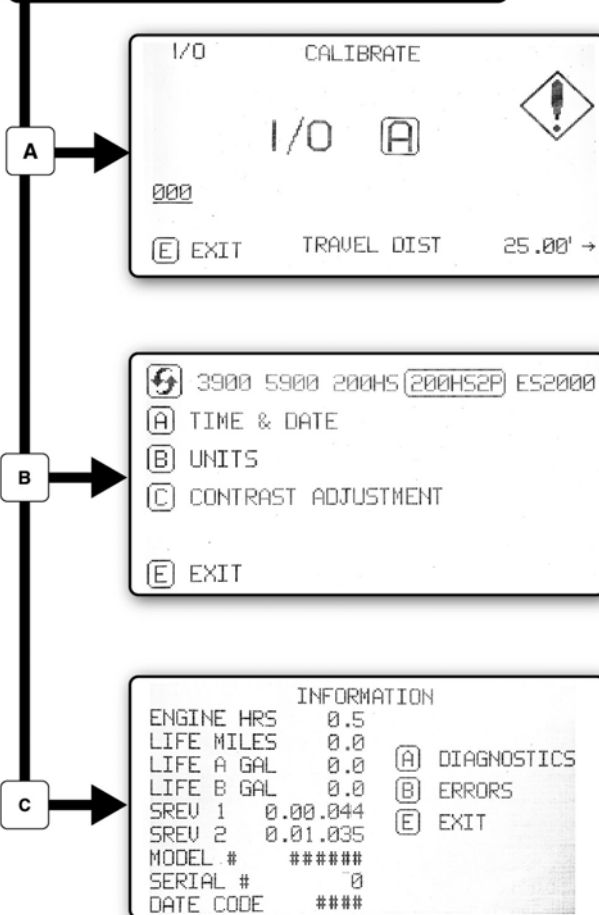 I/O CALIBRATE
I/O A
000
E EXIT TRAVEL DIST 25.00' →
A
3900 5900 200HS 200HS2P ES2000
A TIME & DATE
B UNITS
C CONTRAST ADJUSTMENT
E EXIT
B
INFORMATION
ENGINE HRS 0.5
LIFE MILES 0.0
LIFE A GAL 0.0
LIFE B GAL 0.0
SREV 1 0.00.044
SREV 2 0.01.035
MODEL # ######
SERIAL # 0
DATE CODE ####
A DIAGNOSTICS
B ERRORS
E EXIT
C